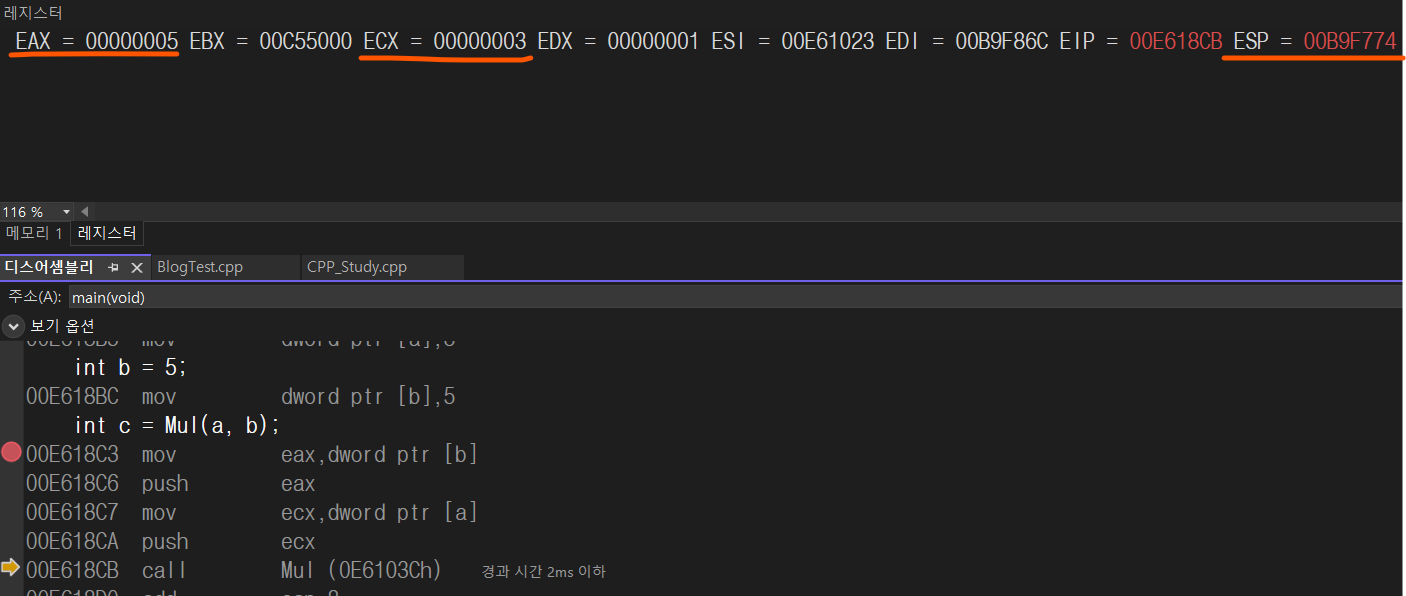 레지스터
EAX = 00000005 EBX = 00C55000 ECX = 00000003 EDX = 00000001 ESI = 00E61023 EDI = 00B9F86C EIP = 00E618CB ESP = 00B9F774
116 %
메모리 1 레지스터
디스어셈블리 BlogTest.cpp CPP_Study.cpp
주소(A): main(void)
보기 옵션
mov dword ptr [a],
int b = 5;
00E618BC mov dword ptr [b],5
int c = Mul(a, b);
00E618C3 mov eax,dword ptr [b]
00E618C6 push eax
00E618C7 mov ecx,dword ptr [a]
00E618CA push ecx
00E618CB call Mul (0E6103Ch) 경과 시간 2ms 이하
00E618D0 add